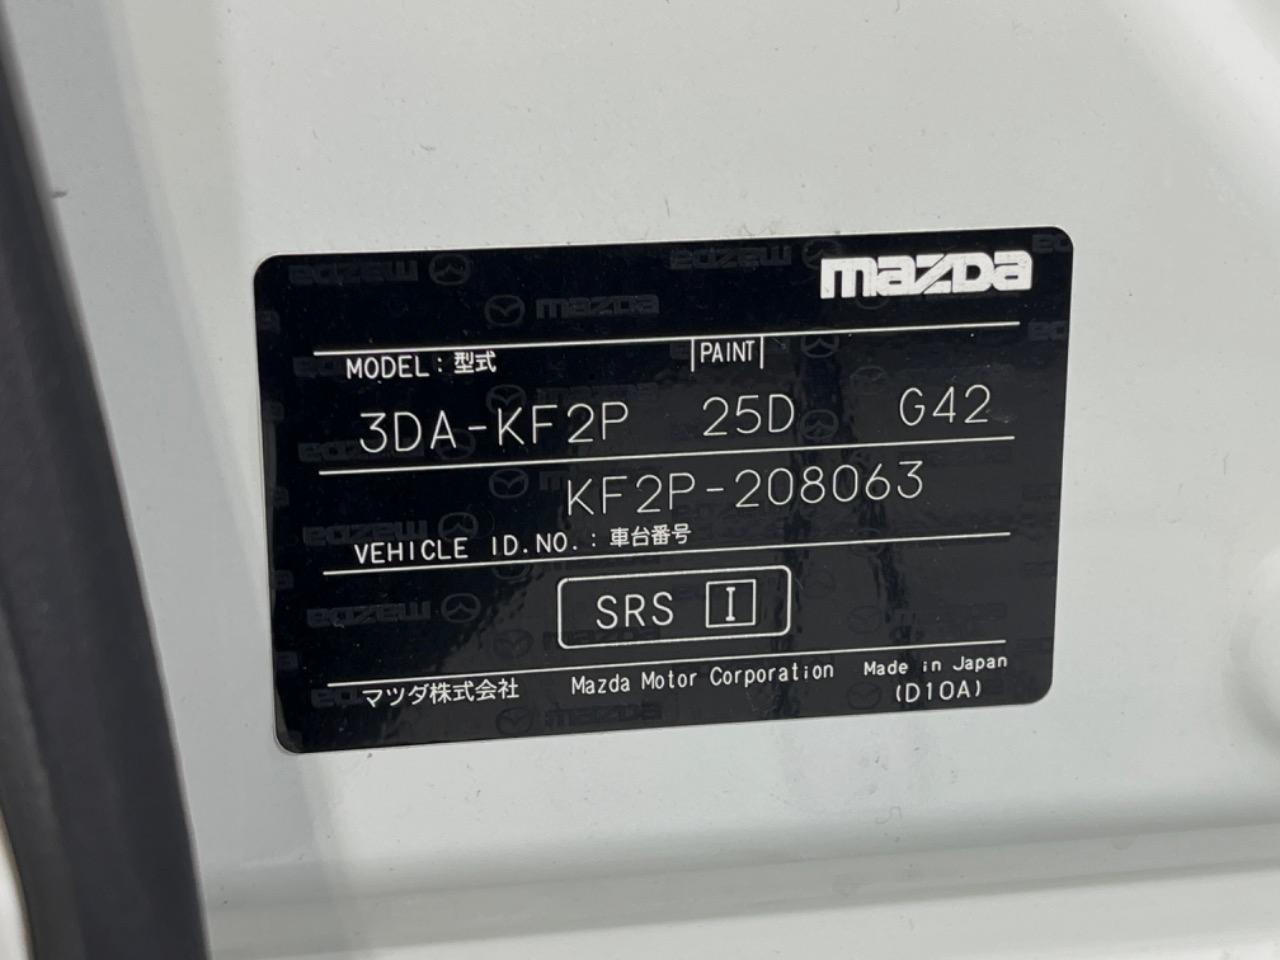 mazda
MODEL:型式 PAINT
3DA-KF2P 25D G42
KF2P-208063
VEHICLE ID.NO.:車台番号
SRS I
マツダ株式会社 Mazda Motor Corporation Made in Japan
(D10A)